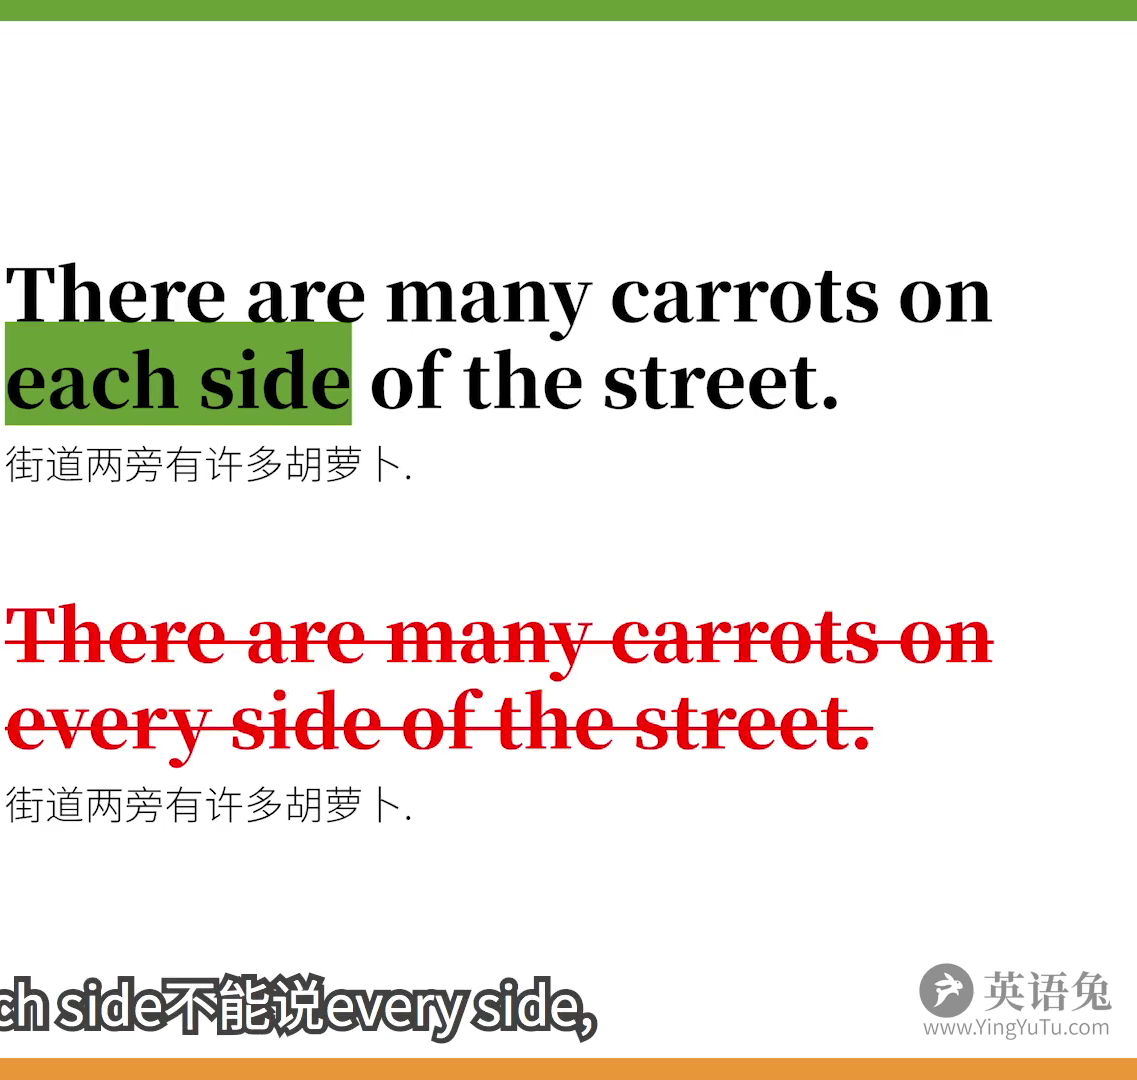 There are many carrots on
each side of the street.
街道两旁有许多胡萝卜.
There are many carrots on
every side of the street.
街道两旁有许多胡萝卜.
ch side不能说every side,
英语兔
www.YingYuTu.com